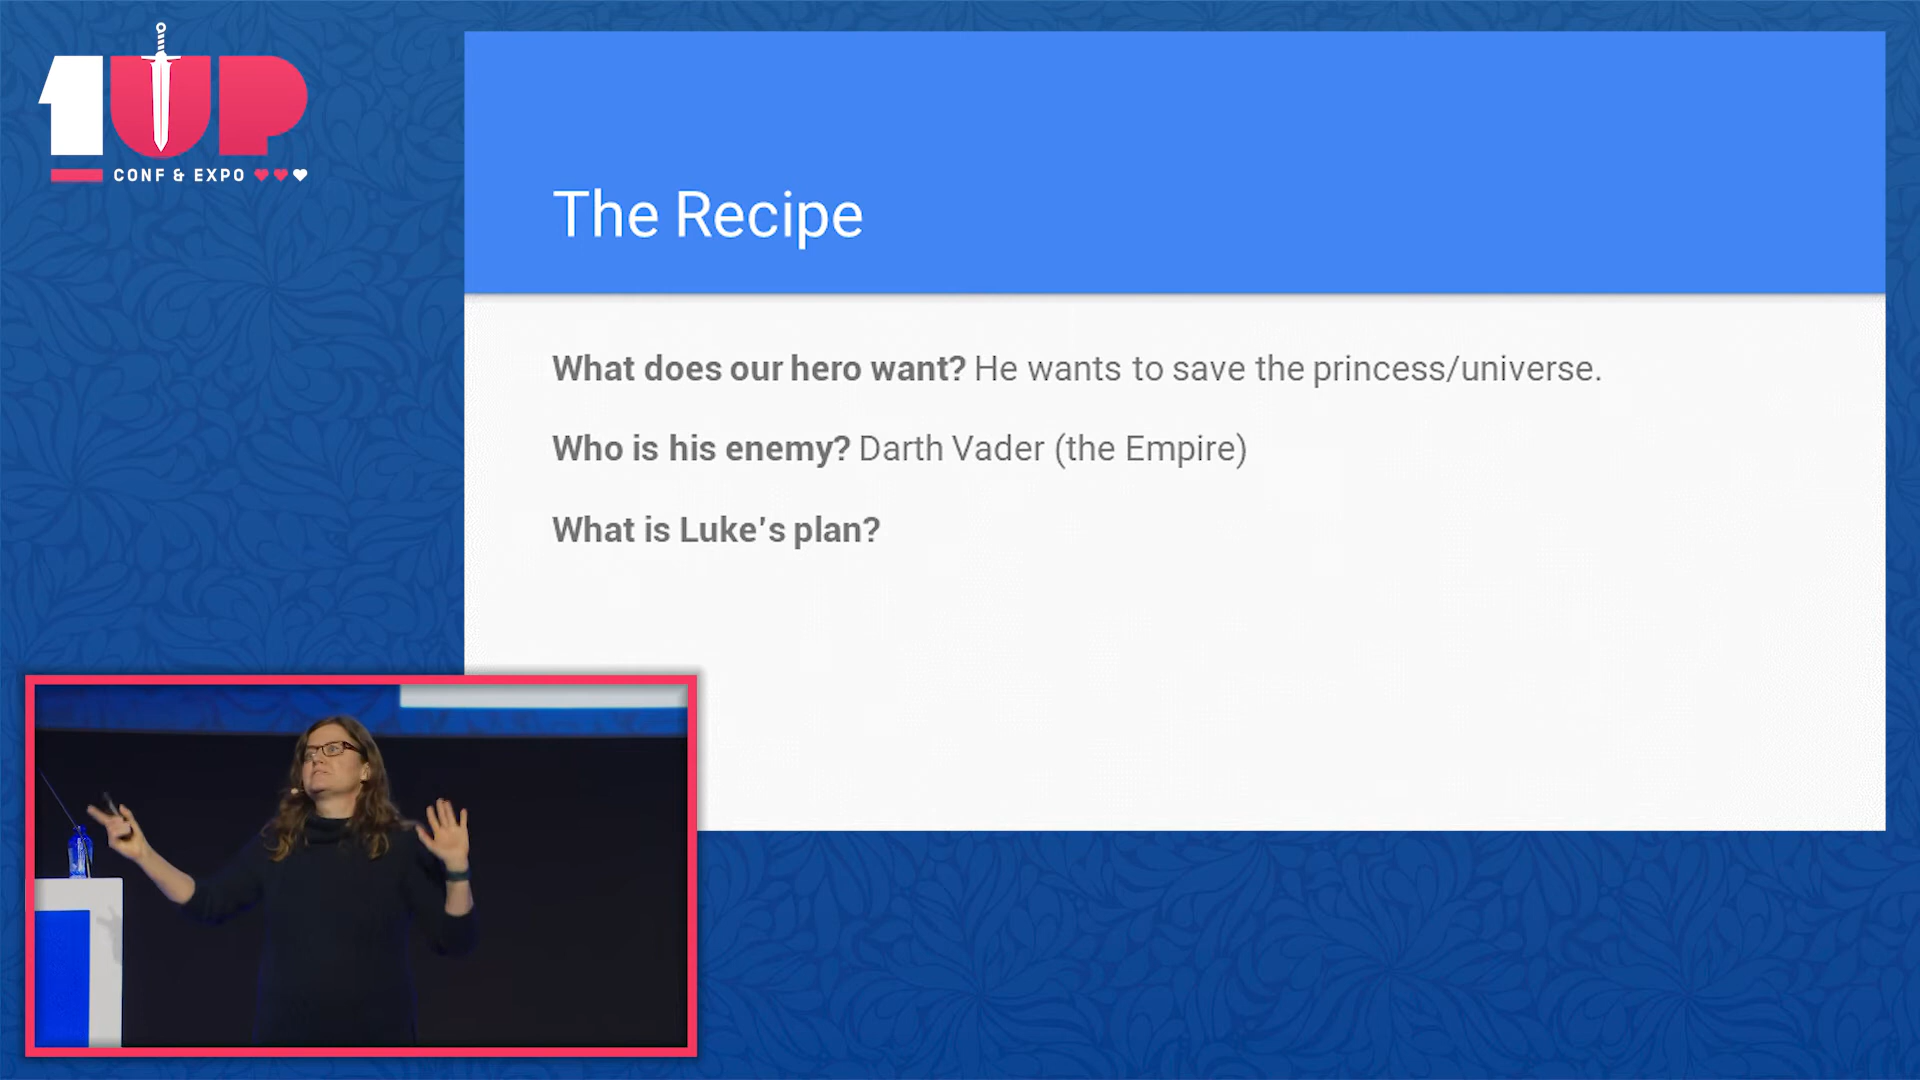 1UP
CONF & EXPO
The Recipe
What does our hero want? He wants to save the princess/universe.
Who is his enemy? Darth Vader (the Empire)
What is Luke's plan?